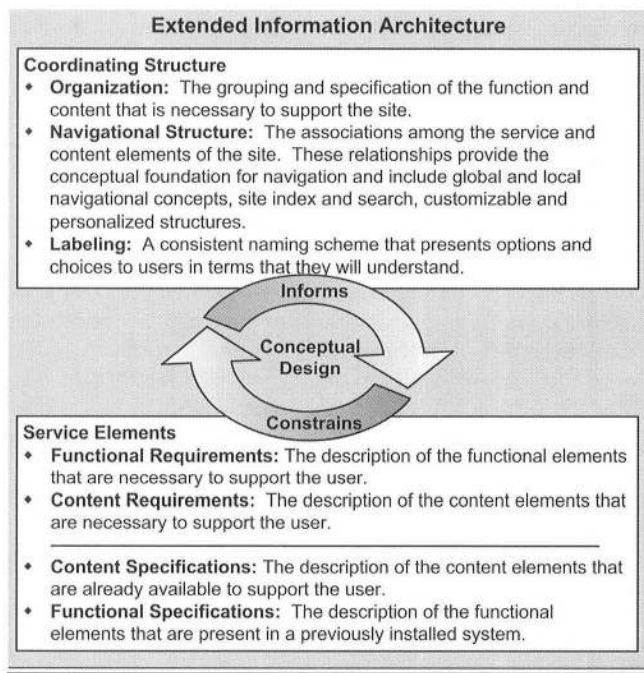 Extended Information Architecture
Coordinating Structure
◆ Organization: The grouping and specification of the function and
content that is necessary to support the site.
◆ Navigational Structure: The associations among the service and
content elements of the site. These relationships provide the
conceptual foundation for navigation and include global and local
navigational concepts, site index and search, customizable and
personalized structures.
◆ Labeling: A consistent naming scheme that presents options and
choices to users in terms that they will understand.
Informs
Conceptual
Design
Constrains
Service Elements
◆ Functional Requirements: The description of the functional elements
that are necessary to support the user.
◆ Content Requirements: The description of the content elements that
are necessary to support the user.
◆ Content Specifications: The description of the content elements that
are already available to support the user.
◆ Functional Specifications: The description of the functional
elements that are present in a previously installed system.